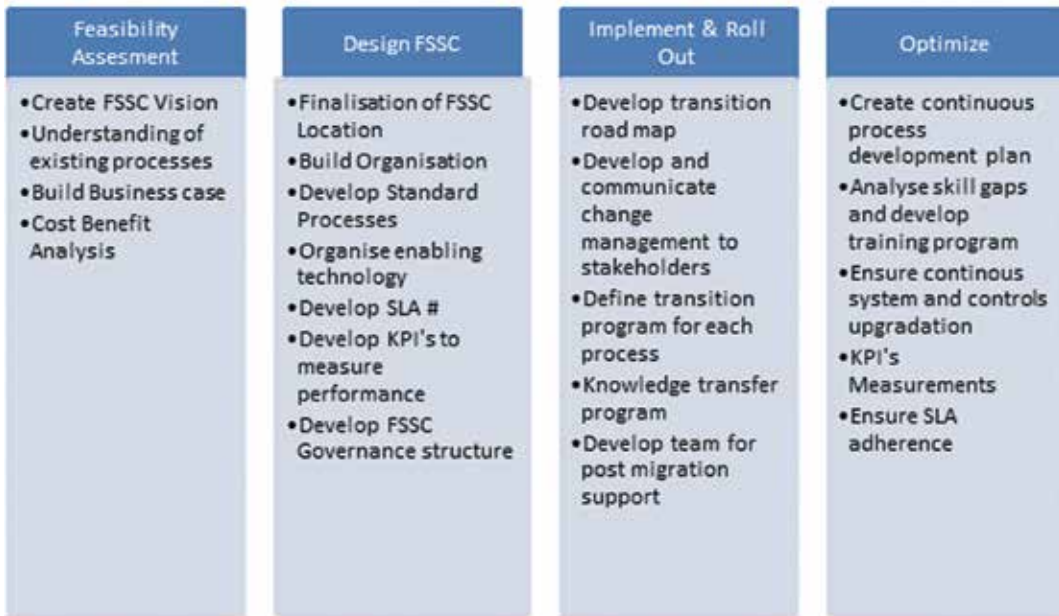 Feasibility
Assesment
•Create FSSC Vision
•Understanding of
existing processes
•Build Business case
•Cost Benefit
Analysis
Design FSSC
•Finalisation of FSSC
Location
•Build Organisation
•Develop Standard
Processes
•Organise enabling
technology
•Develop SLA #
•Develop KPI's to
measure
performance
•Develop FSSC
Governance structure
Implement & Roll
Out
•Develop transition
road map
•Develop and
communicate
change
management to
stakeholders
•Define transition
program for each
process
•Knowledge transfer
program
•Develop team for
post migration
support
Optimize
•Create continuous
process
development plan
•Analyse skill gaps
and develop
training program
•Ensure continous
system and controls
upgradation
•KPI's
Measurements
•Ensure SLA
adherence